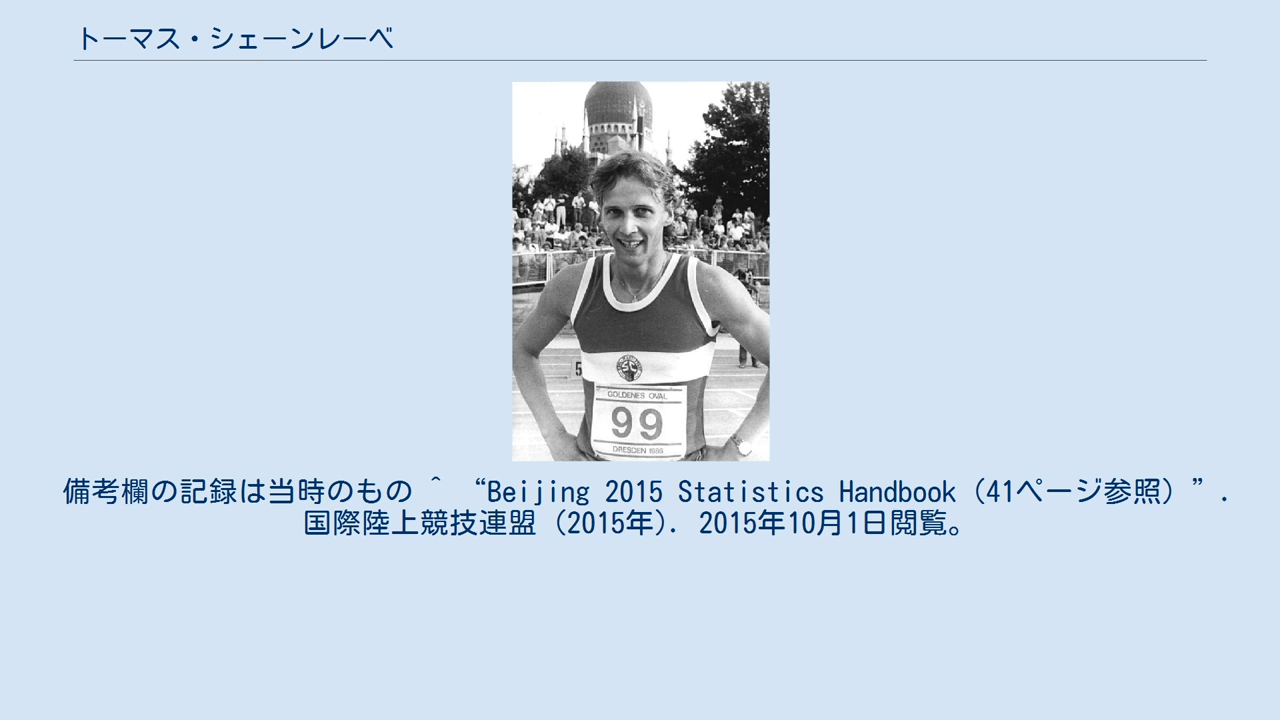 トーマス・シェーンレーベ
5
SC
GOLDENES OVAL
99
DRESDEN 1986
備考欄の記録は当時のもの ^ “Beijing 2015 Statistics Handbook（41ページ参照）”.
国際陸上競技連盟 (2015年). 2015年10月1日閲覧。